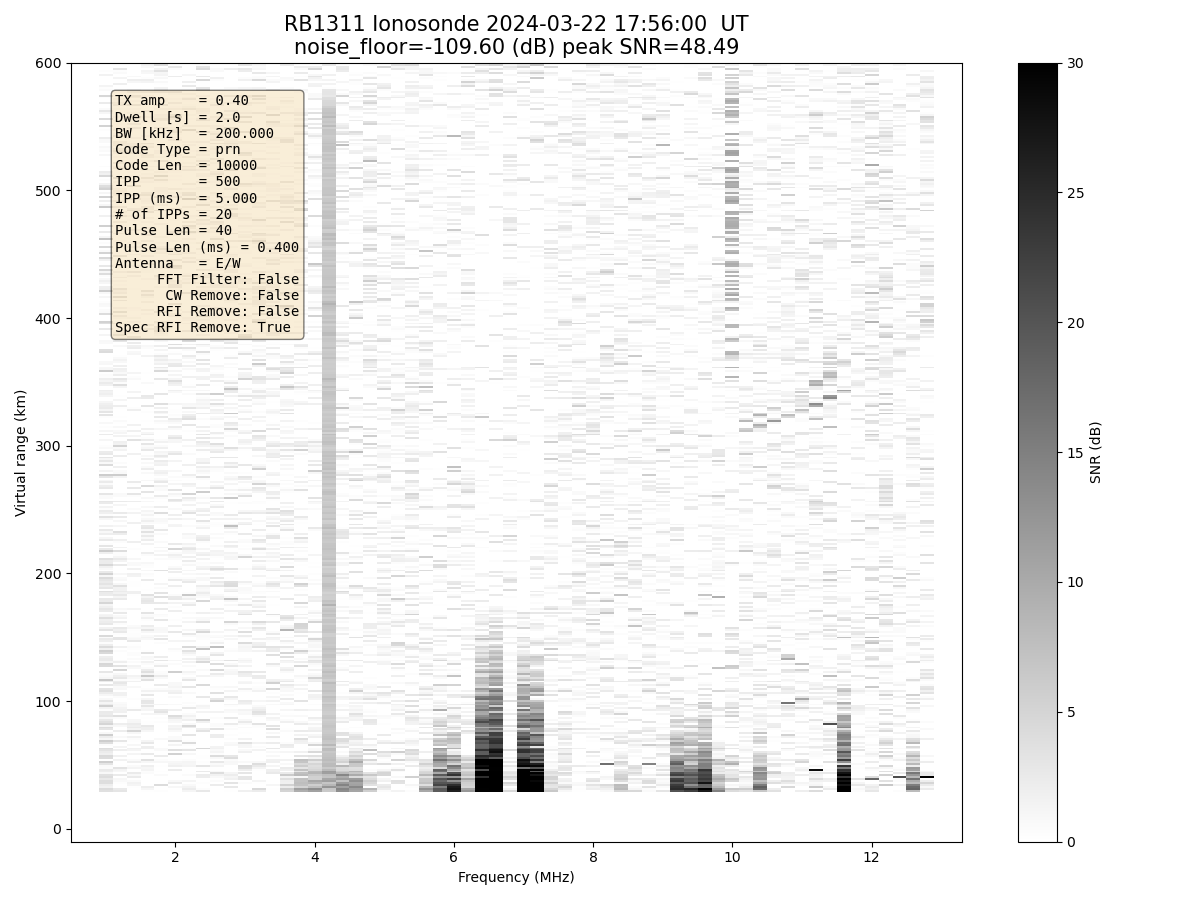 RB1311 Ionosonde 2024-03-22 17:56:00  UT
noise_floor=-109.60 (dB) peak SNR=48.49
TX amp    = 0.40
Dwell [s] = 2.0
BW [kHz]  = 200.000
Code Type = prn
Code Len  = 10000
IPP       = 500
IPP (ms)  = 5.000
# of IPPs = 20
Pulse Len = 40
Pulse Len (ms) = 0.400
Antenna   = E/W
FFT Filter: False
CW Remove: False
RFI Remove: False
Spec RFI Remove: True
Virtual range (km)
600
500
400
300
200
100
0
2
4
6
8
10
12
Frequency (MHz)
30
25
20
15
10
5
0
SNR (dB)